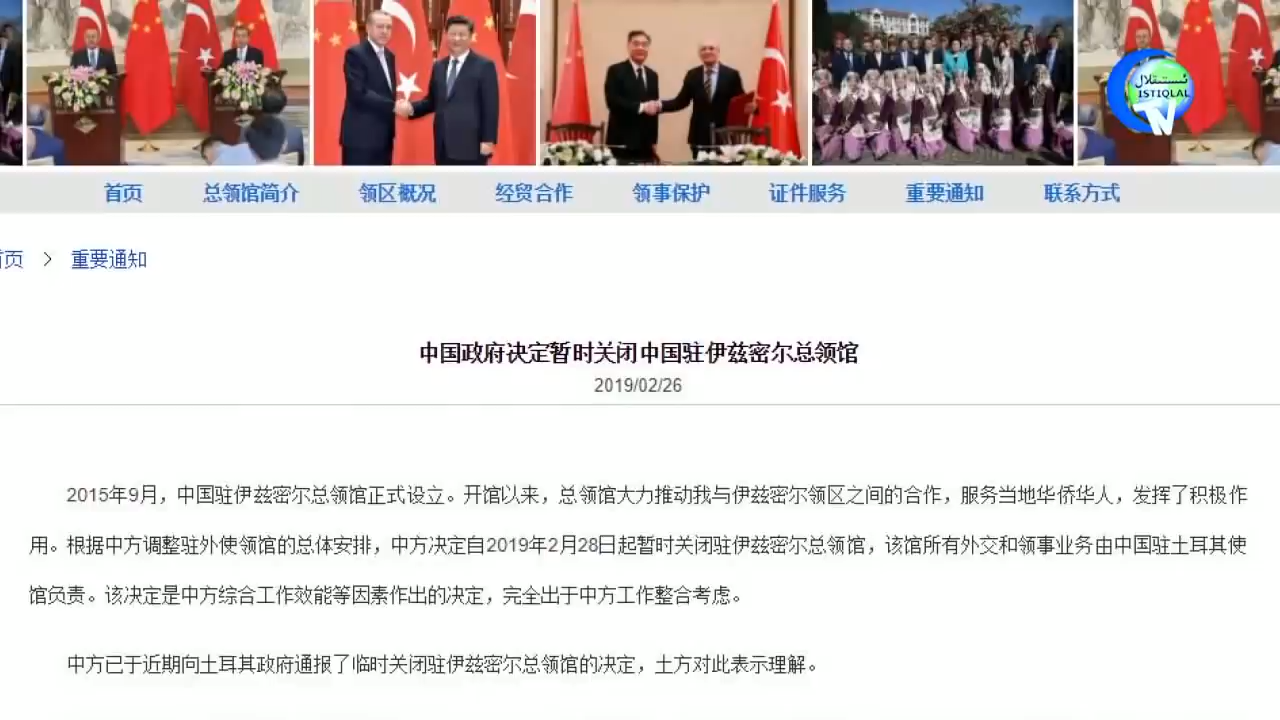 ئىستىقلال
ISTIQLAL
TV
首页 总领馆简介 领区概况 经贸合作 领事保护 证件服务 重要通知 联系方式
首页 > 重要通知
中国政府决定暂时关闭中国驻伊兹密尔总领馆
2019/02/26
2015年9月，中国驻伊兹密尔总领馆正式设立。开馆以来，总领馆大力推动我与伊兹密尔领区之间的合作，服务当地华侨华人，发挥了积极作
用。根据中方调整驻外使领馆的总体安排，中方决定自2019年2月28日起暂时关闭驻伊兹密尔总领馆，该馆所有外交和领事业务由中国驻土耳其使
馆负责。该决定是中方综合工作效能等因素作出的决定，完全出于中方工作整合考虑。
中方已于近期向土耳其政府通报了临时关闭驻伊兹密尔总领馆的决定，土方对此表示理解。